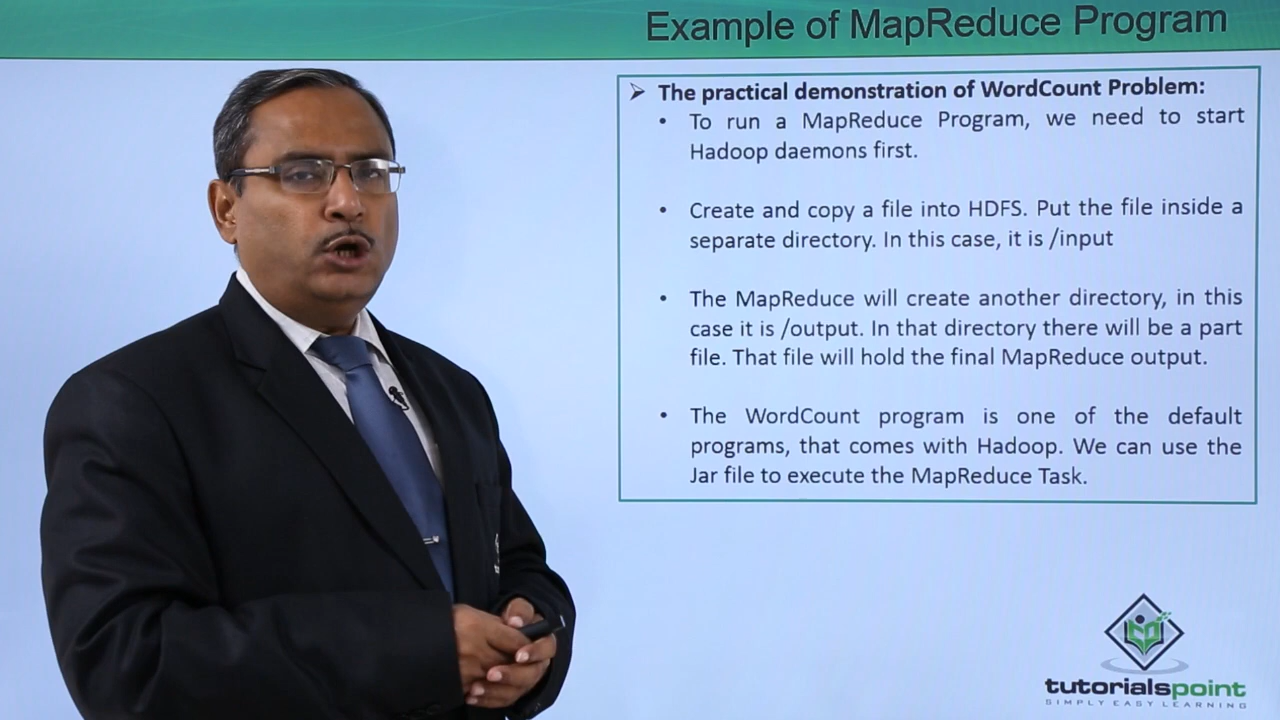 Example of MapReduce Program
➢ The practical demonstration of WordCount Problem:
• To run a MapReduce Program, we need to start
Hadoop daemons first.
• Create and copy a file into HDFS. Put the file inside a
separate directory. In this case, it is /input
• The MapReduce will create another directory, in this
case it is /output. In that directory there will be a part
file. That file will hold the final MapReduce output.
• The WordCount program is one of the default
programs, that comes with Hadoop. We can use the
Jar file to execute the MapReduce Task.
tutorialspoint
SIMPLY EASY LEARNING